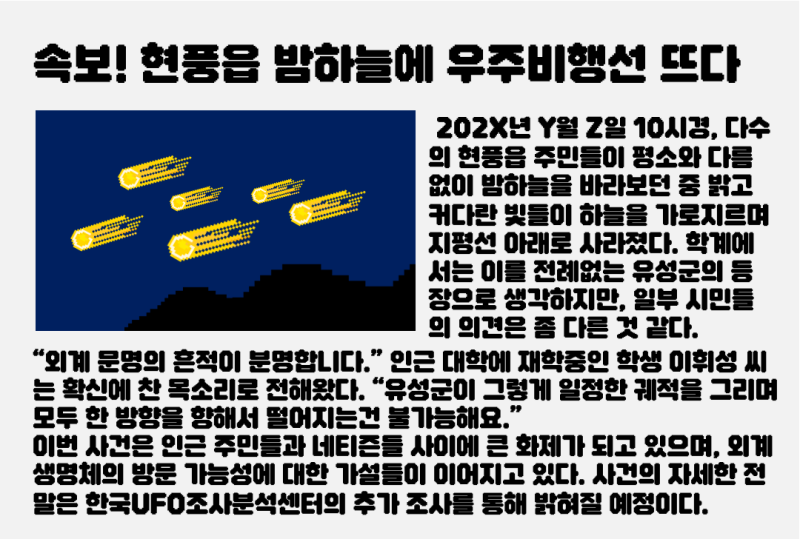 속보! 현풍읍 밤하늘에 우주비행선 뜨다
202X년 Y월 Z일 10시경, 다수
의 현풍읍 주민들이 평소와 다름
없이 밤하늘을 바라보던 중 밝고
커다란 빛들이 하늘을 가로지르며
지평선 아래로 사라졌다. 학계에
서는 이를 전례없는 유성군의 등
장으로 생각하지만, 일부 시민들
의 의견은 좀 다른 것 같다.
“외계 문명의 흔적이 분명합니다.” 인근 대학에 재학중인 학생 이휘성 씨
는 확신에 찬 목소리로 전해왔다. “유성군이 그렇게 일정한 궤적을 그리며
모두 한 방향을 향해서 떨어지는건 불가능해요.”
이번 사건은 인근 주민들과 네티즌들 사이에 큰 화제가 되고 있으며, 외계
생명체의 방문 가능성에 대한 가설들이 이어지고 있다. 사건의 자세한 전
말은 한국UFO조사분석센터의 추가 조사를 통해 밝혀질 예정이다.